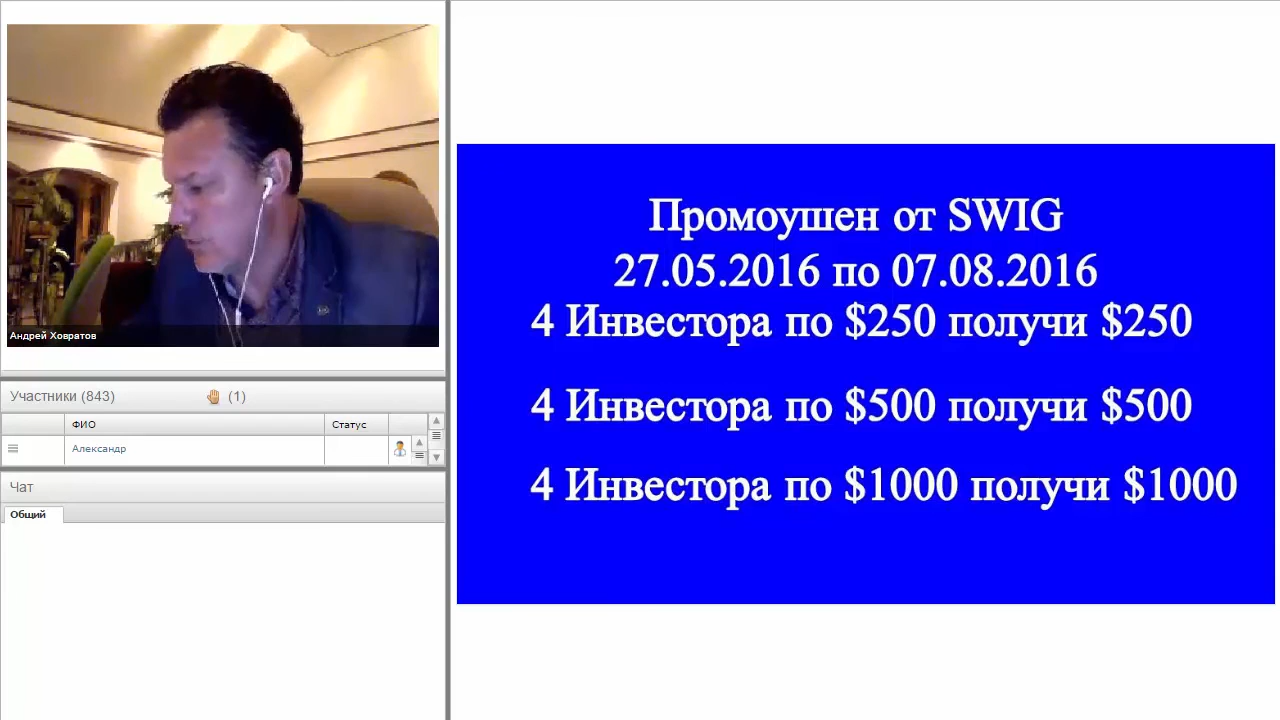 Андрей Ховратов
Участники (843)
(1)
ФИО
Статус
Александр
Чат
Общий
Промоушен от SWIG
27.05.2016 по 07.08.2016
4 Инвестора по $250 получи $250
4 Инвестора по $500 получи $500
4 Инвестора по $1000 получи $1000